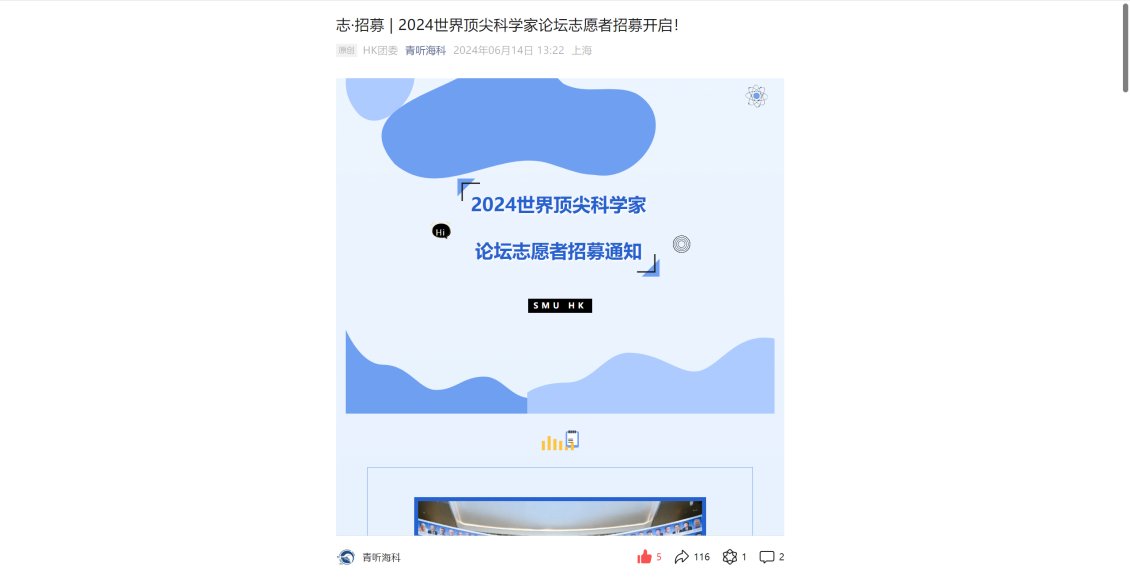 志·招募 | 2024世界顶尖科学家论坛志愿者招募开启！
原创 HK团委 青听海科 2024年06月14日 13:22 上海
2024世界顶尖科学家
Hi
论坛志愿者招募通知
SMU HK
青听海科 5 116 1 2